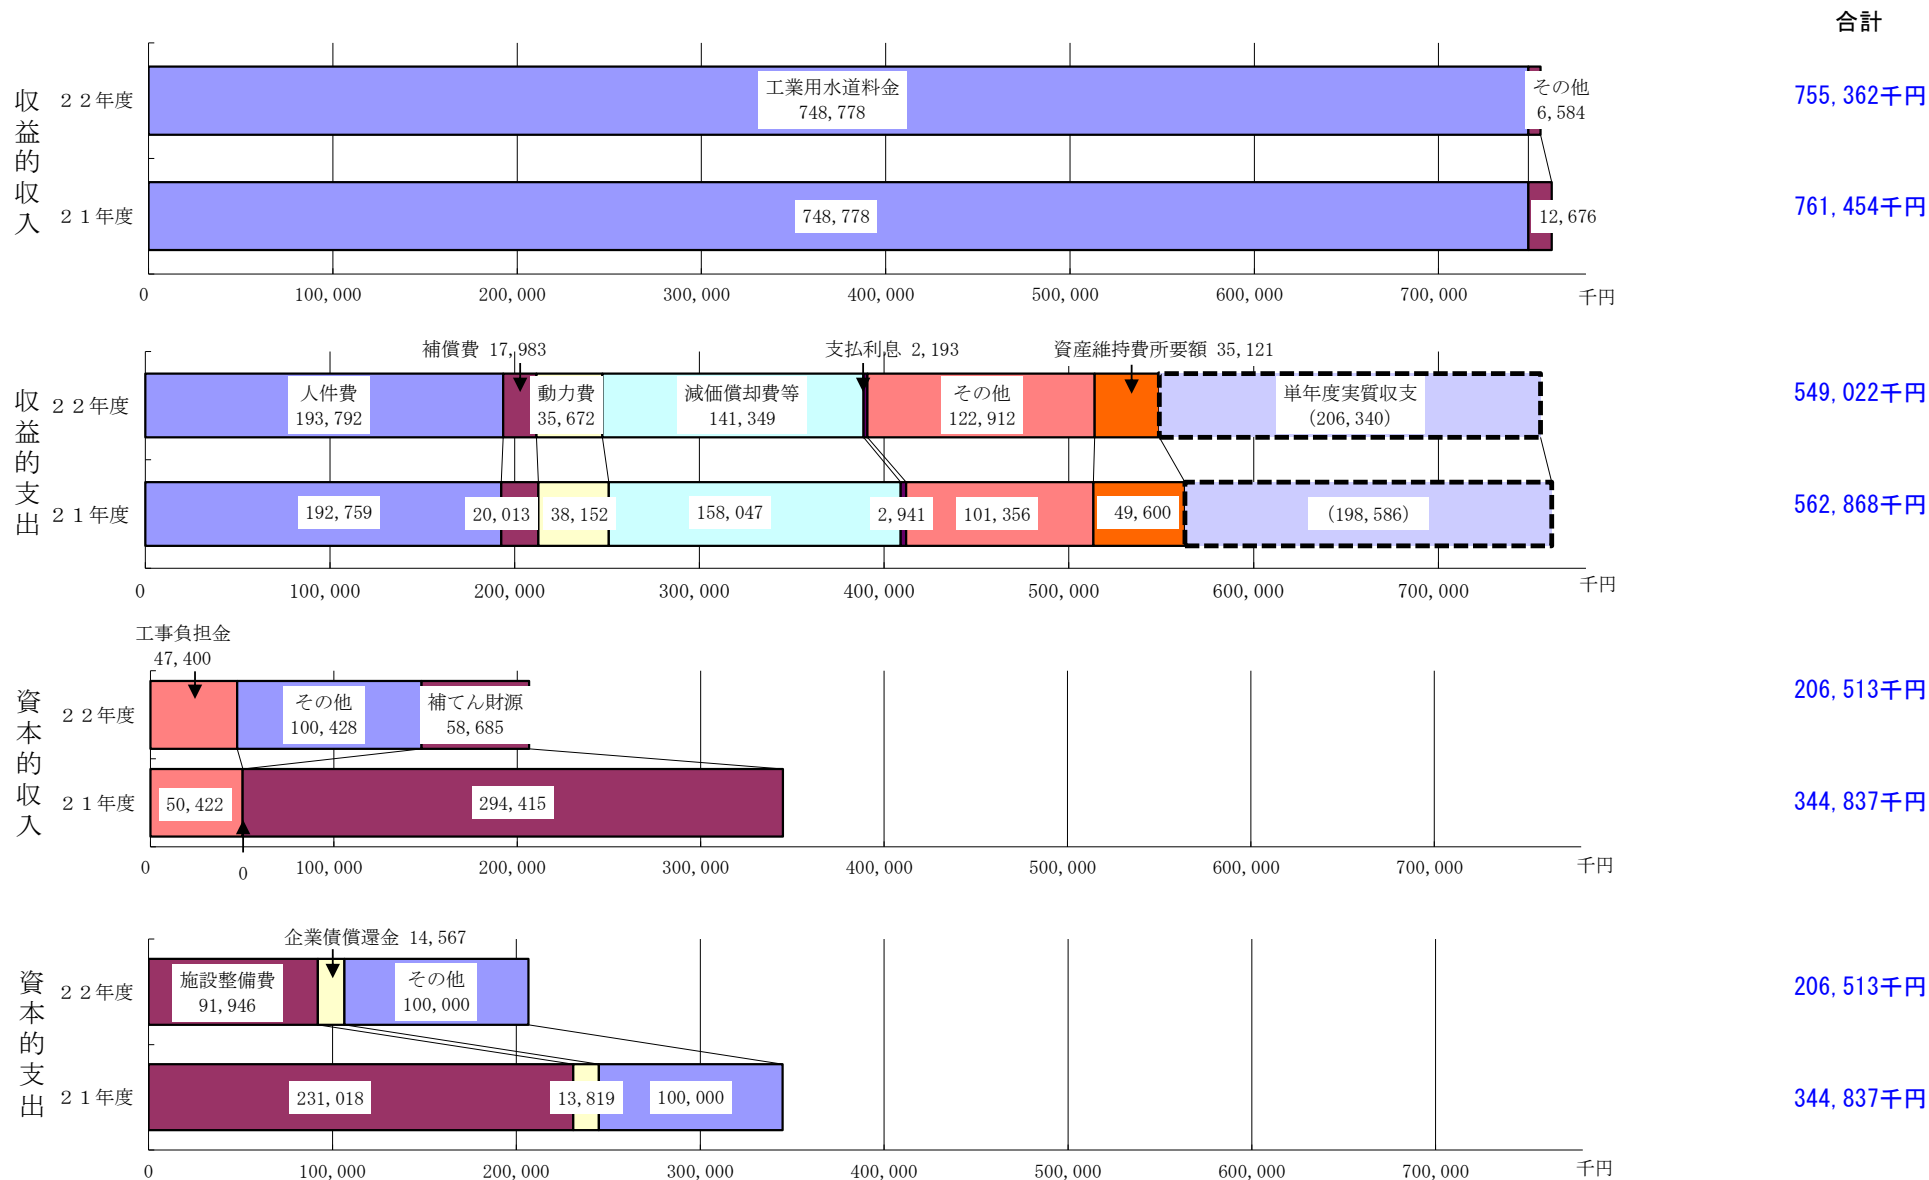 合計
収益的収入
２２年度
工業用水道料金
748,778
その他
6,584
755,362千円
２１年度
748,778
12,676
761,454千円
0
100,000
200,000
300,000
400,000
500,000
600,000
700,000
千円
収益的支出
補償費 17,983
支払利息 2,193
資産維持費所要額 35,121
２２年度
人件費
193,792
動力費
35,672
減価償却費等
141,349
その他
122,912
単年度実質収支
(206,340)
549,022千円
２１年度
192,759
20,013
38,152
158,047
2,941
101,356
49,600
(198,586)
562,868千円
0
100,000
200,000
300,000
400,000
500,000
600,000
700,000
千円
資本的収入
工事負担金
47,400
２２年度
その他
100,428
補てん財源
58,685
206,513千円
２１年度
50,422
294,415
344,837千円
0
0
100,000
200,000
300,000
400,000
500,000
600,000
700,000
千円
資本的支出
企業債償還金 14,567
２２年度
施設整備費
91,946
その他
100,000
206,513千円
２１年度
231,018
13,819
100,000
344,837千円
0
100,000
200,000
300,000
400,000
500,000
600,000
700,000
千円